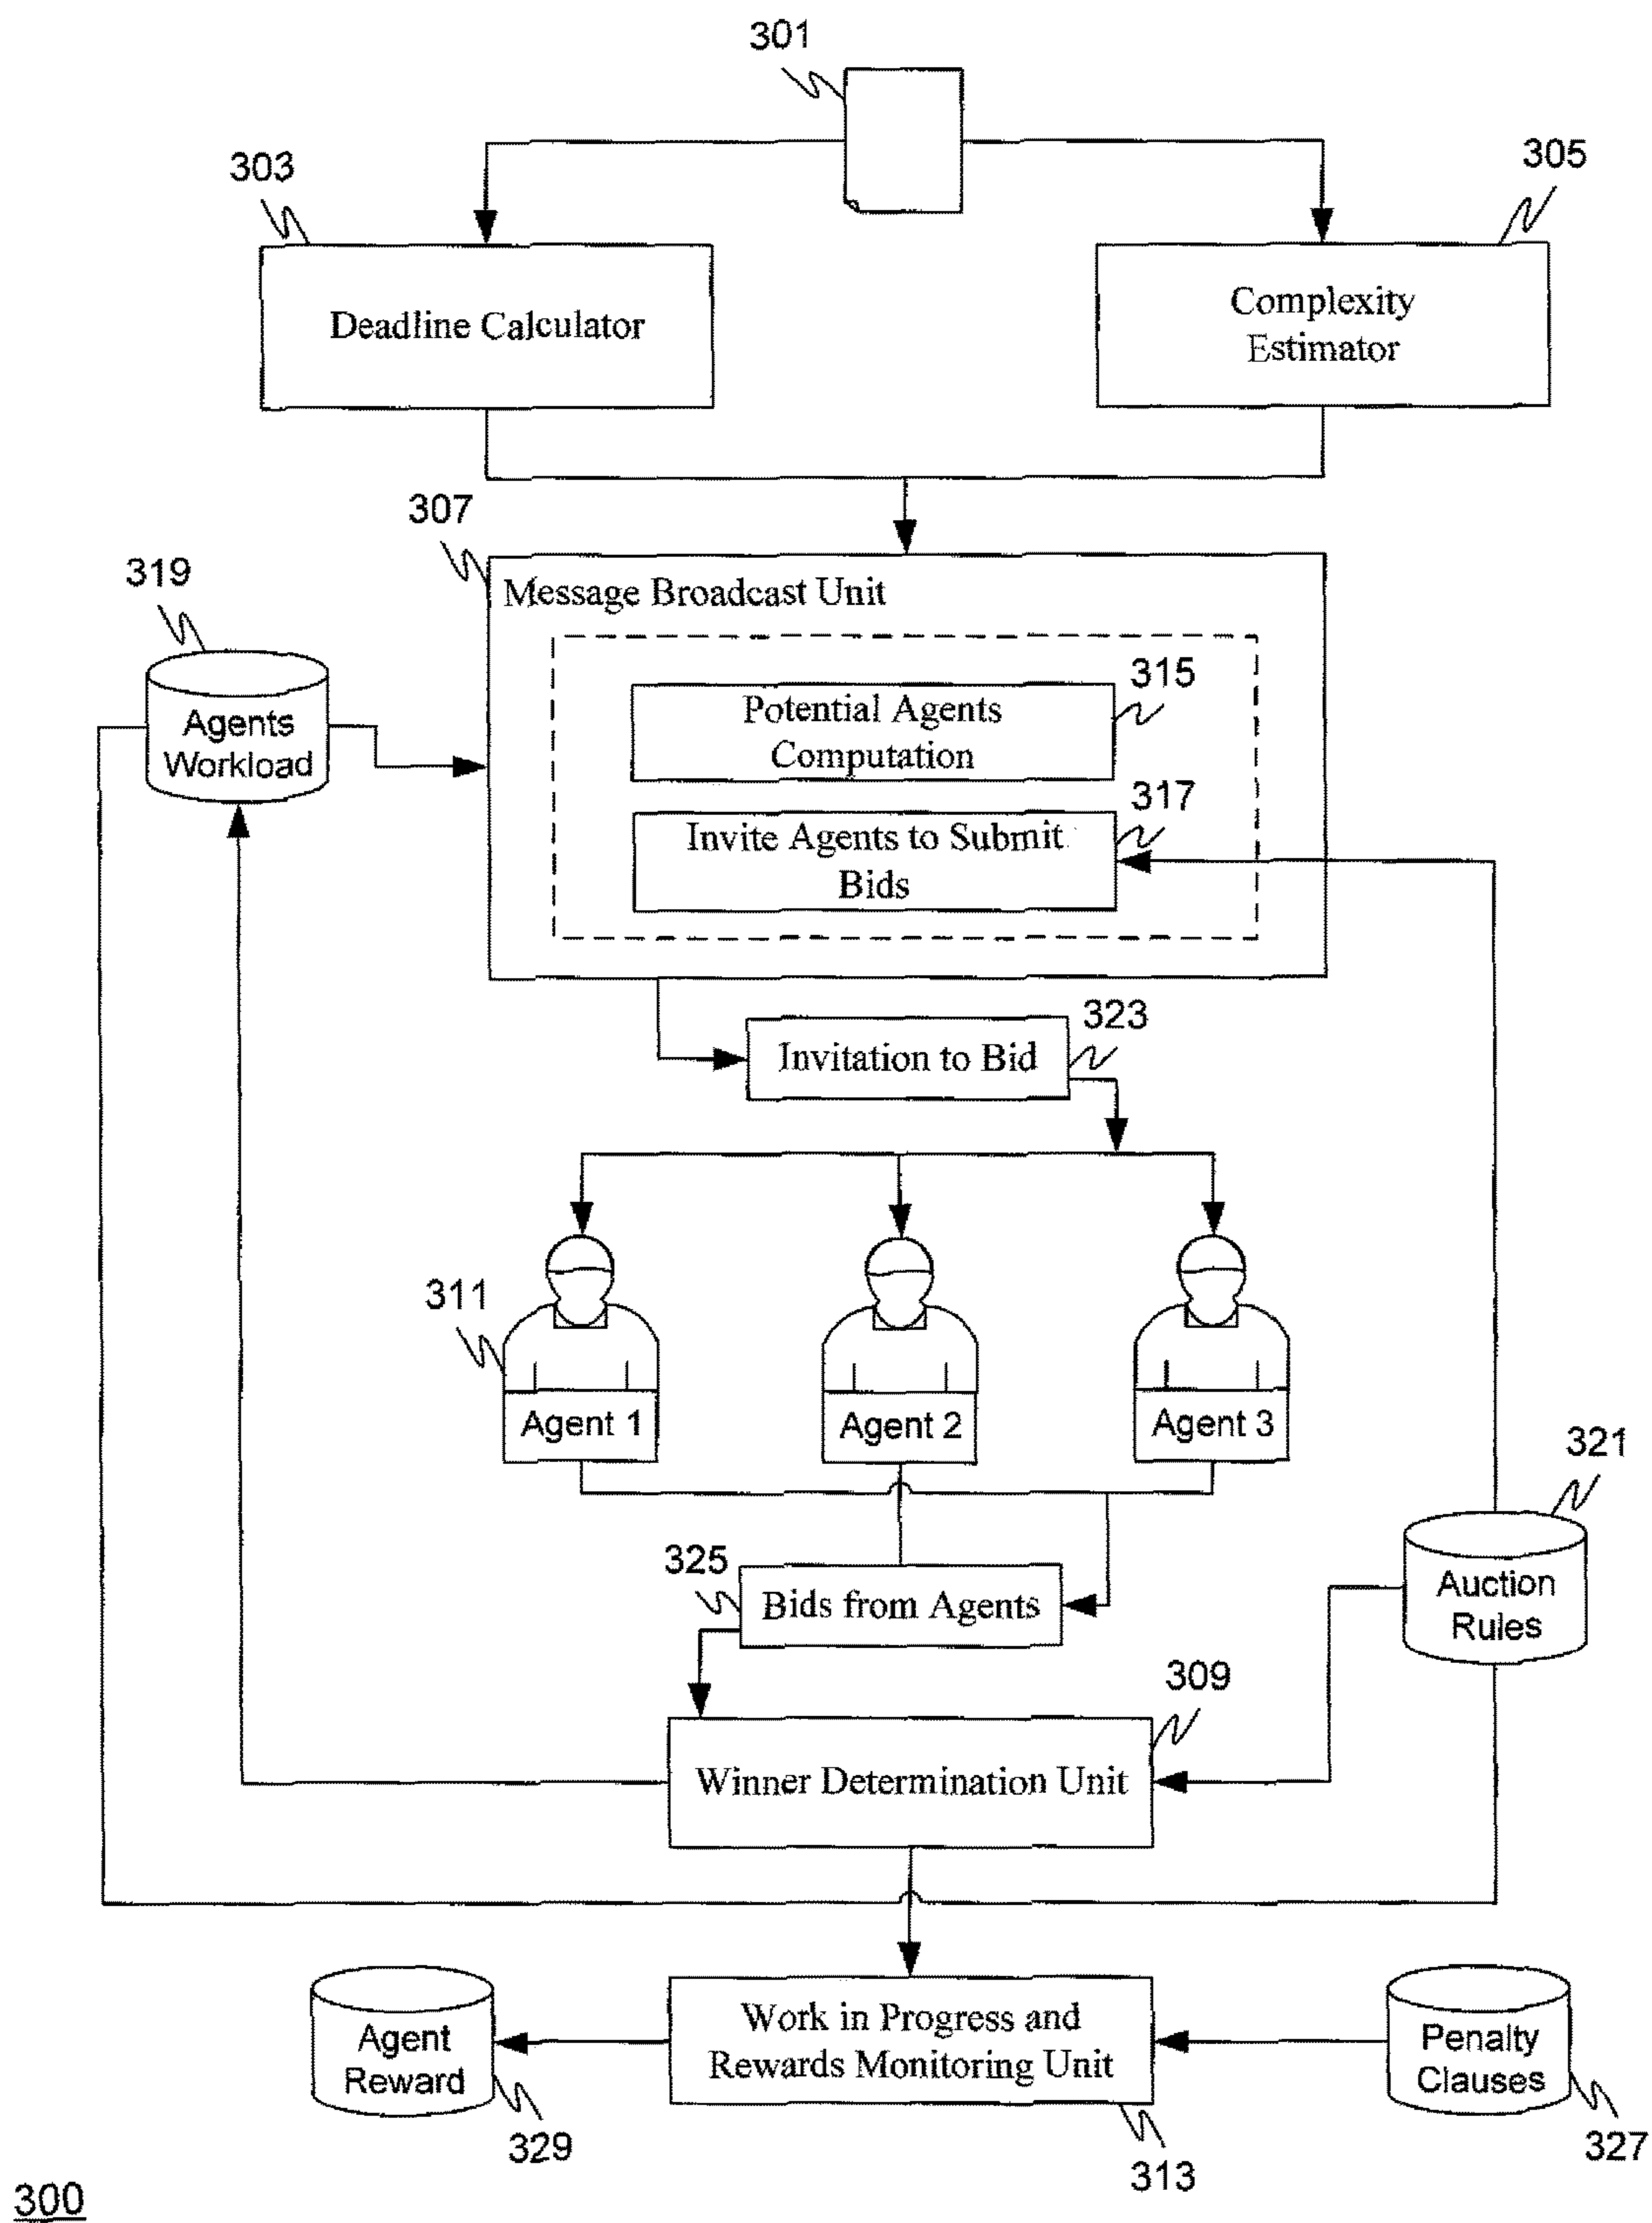 301
303
305
Deadline Calculator
Complexity
Estimator
307
319
Message Broadcast Unit
315
Agents
Workload
Potential Agents
Computation
317
Invite Agents to Submit
Bids
323
Invitation to Bid
311
Agent 1
Agent 2
Agent 3
321
325
Bids from Agents
Auction
Rules
309
Winner Determination Unit
Agent
Reward
Work in Progress and
Rewards Monitoring Unit
Penalty
Clauses
329
313
327
300